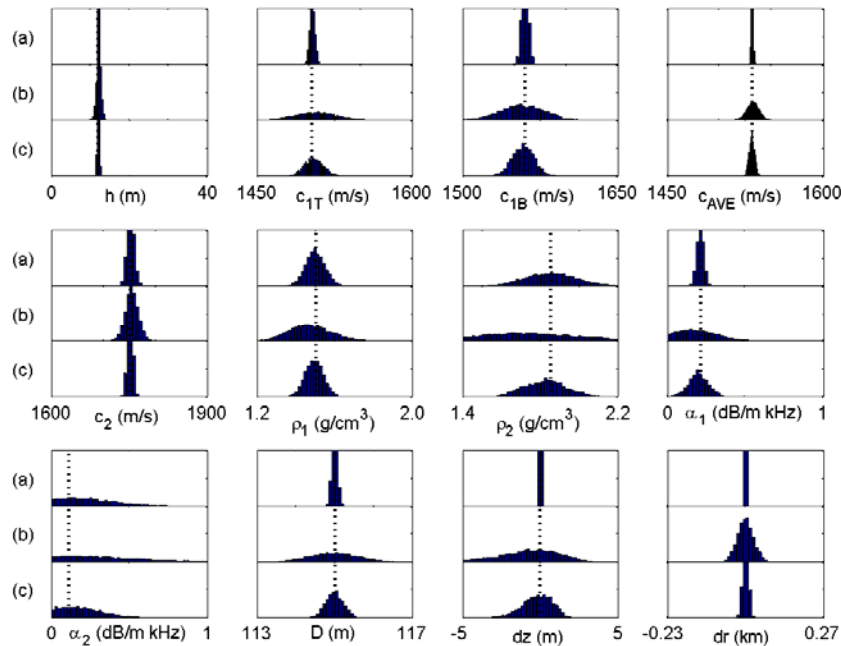 (a)
(b)
(c)
0 h (m) 40
1450 c1T (m/s) 1600
1500 c1B (m/s) 1650
1450 cAVE (m/s) 1600
(a)
(b)
(c)
1600 c2 (m/s) 1900
1.2 ρ1 (g/cm³) 2.0
1.4 ρ2 (g/cm³) 2.2
0 α1 (dB/m kHz) 1
(a)
(b)
(c)
0 α2 (dB/m kHz) 1
113 D (m) 117
-5 dz (m) 5
-0.23 dr (km) 0.27